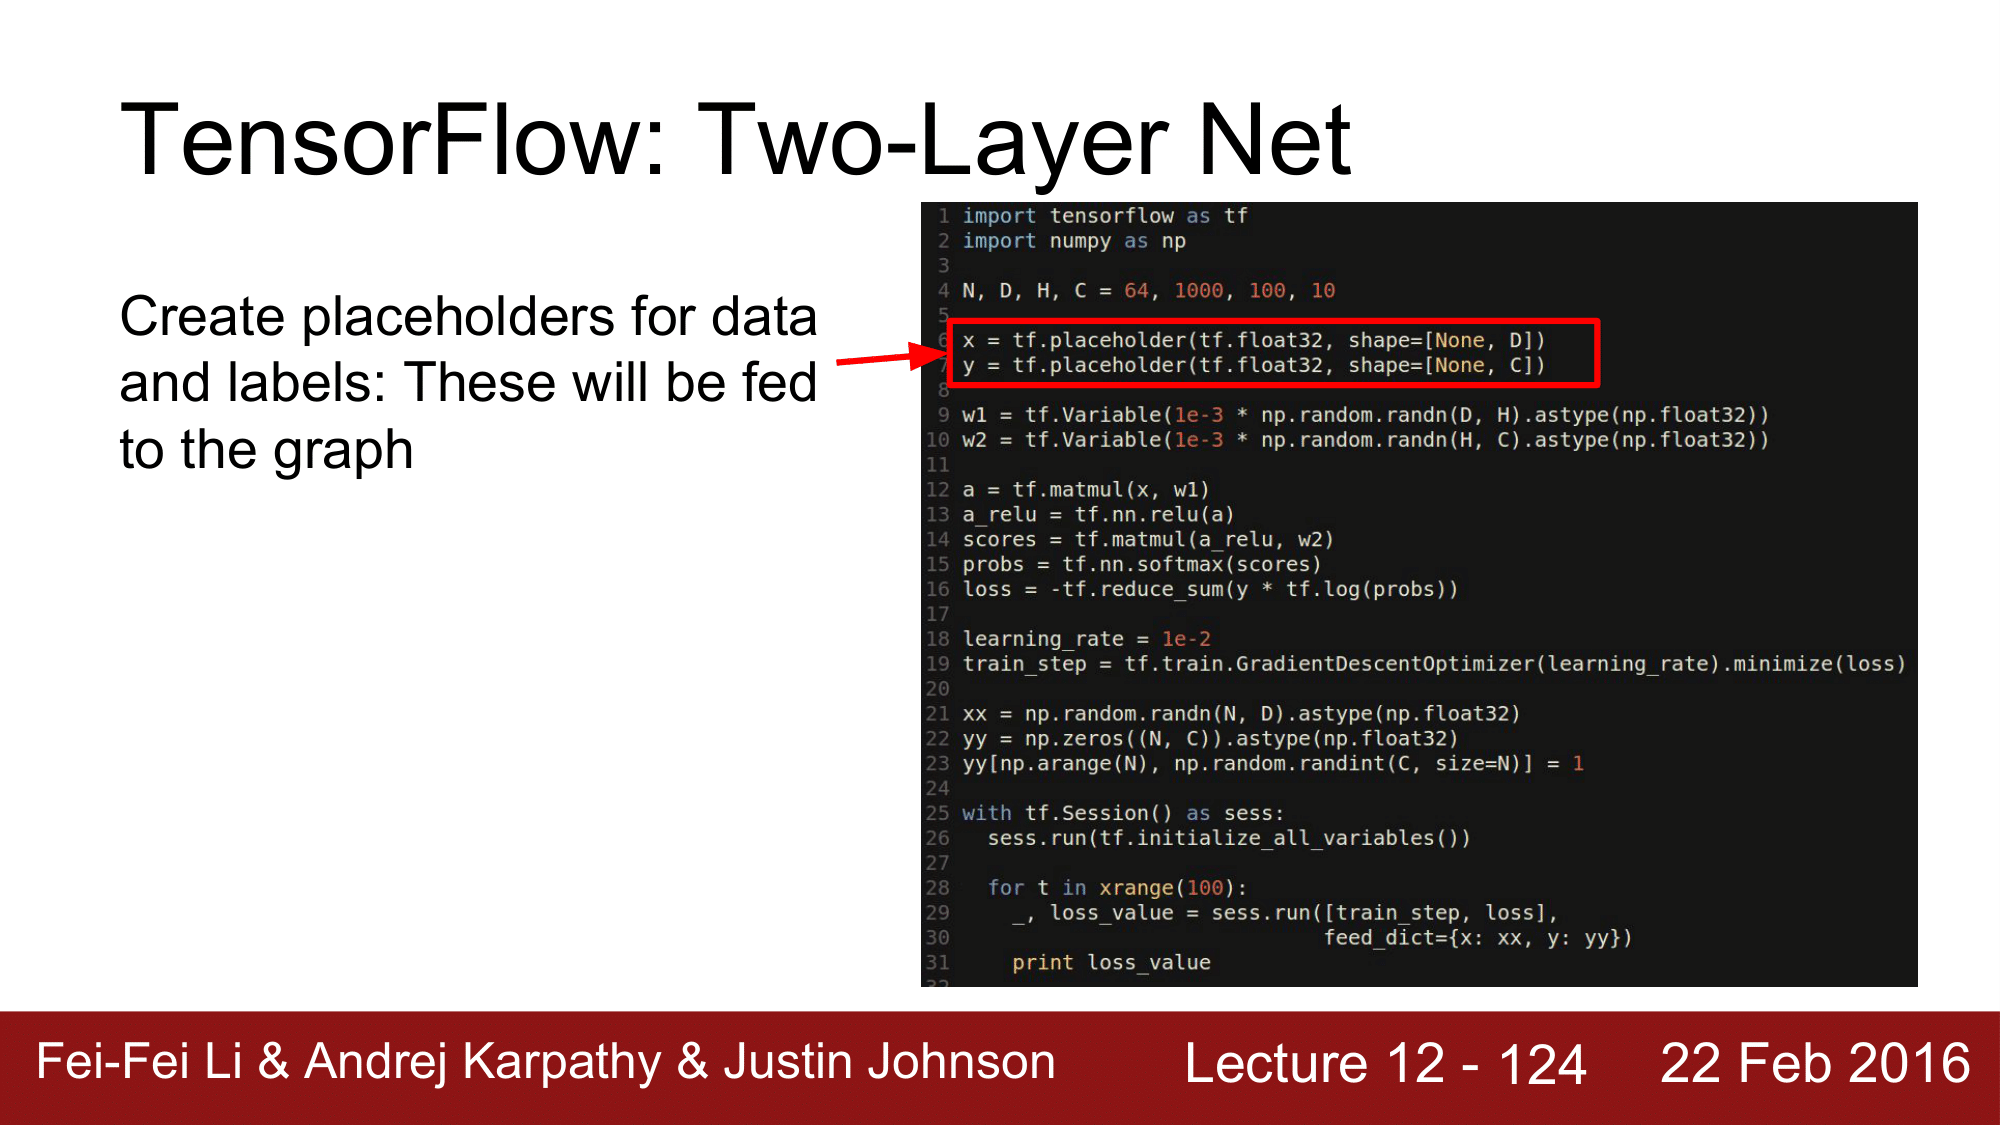 TensorFlow: Two-Layer Net
Create placeholders for data
and labels: These will be fed
to the graph
1 import tensorflow as tf
2 import numpy as np
3
4 N, D, H, C = 64, 1000, 100, 10
5
6 x = tf.placeholder(tf.float32, shape=[None, D])
7 y = tf.placeholder(tf.float32, shape=[None, C])
8
9 w1 = tf.Variable(1e-3 * np.random.randn(D, H).astype(np.float32))
10 w2 = tf.Variable(1e-3 * np.random.randn(H, C).astype(np.float32))
11
12 a = tf.matmul(x, w1)
13 a_relu = tf.nn.relu(a)
14 scores = tf.matmul(a_relu, w2)
15 probs = tf.nn.softmax(scores)
16 loss = -tf.reduce_sum(y * tf.log(probs))
17
18 learning_rate = 1e-2
19 train_step = tf.train.GradientDescentOptimizer(learning_rate).minimize(loss)
20
21 xx = np.random.randn(N, D).astype(np.float32)
22 yy = np.zeros((N, C)).astype(np.float32)
23 yy[np.arange(N), np.random.randint(C, size=N)] = 1
24
25 with tf.Session() as sess:
26   sess.run(tf.initialize_all_variables())
27
28   for t in xrange(100):
29     _, loss_value = sess.run([train_step, loss],
30                              feed_dict={x: xx, y: yy})
31     print loss_value
32
Fei-Fei Li & Andrej Karpathy & Justin Johnson
Lecture 12 - 124
22 Feb 2016